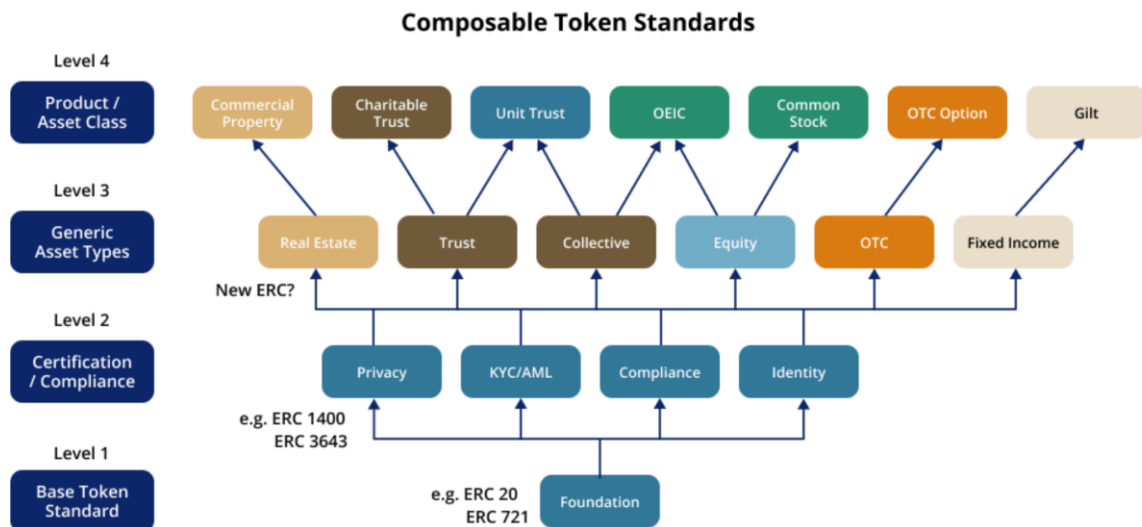 Composable Token Standards
Level 4
Product /
Asset Class
Commercial
Property
Charitable
Trust
Unit Trust
OEIC
Common
Stock
OTC Option
Gilt
Level 3
Generic
Asset Types
Real Estate
Trust
Collective
Equity
OTC
Fixed Income
New ERC?
Level 2
Certification
/ Compliance
Privacy
KYC/AML
Compliance
Identity
e.g. ERC 1400
ERC 3643
Level 1
Base Token
Standard
e.g. ERC 20
ERC 721
Foundation